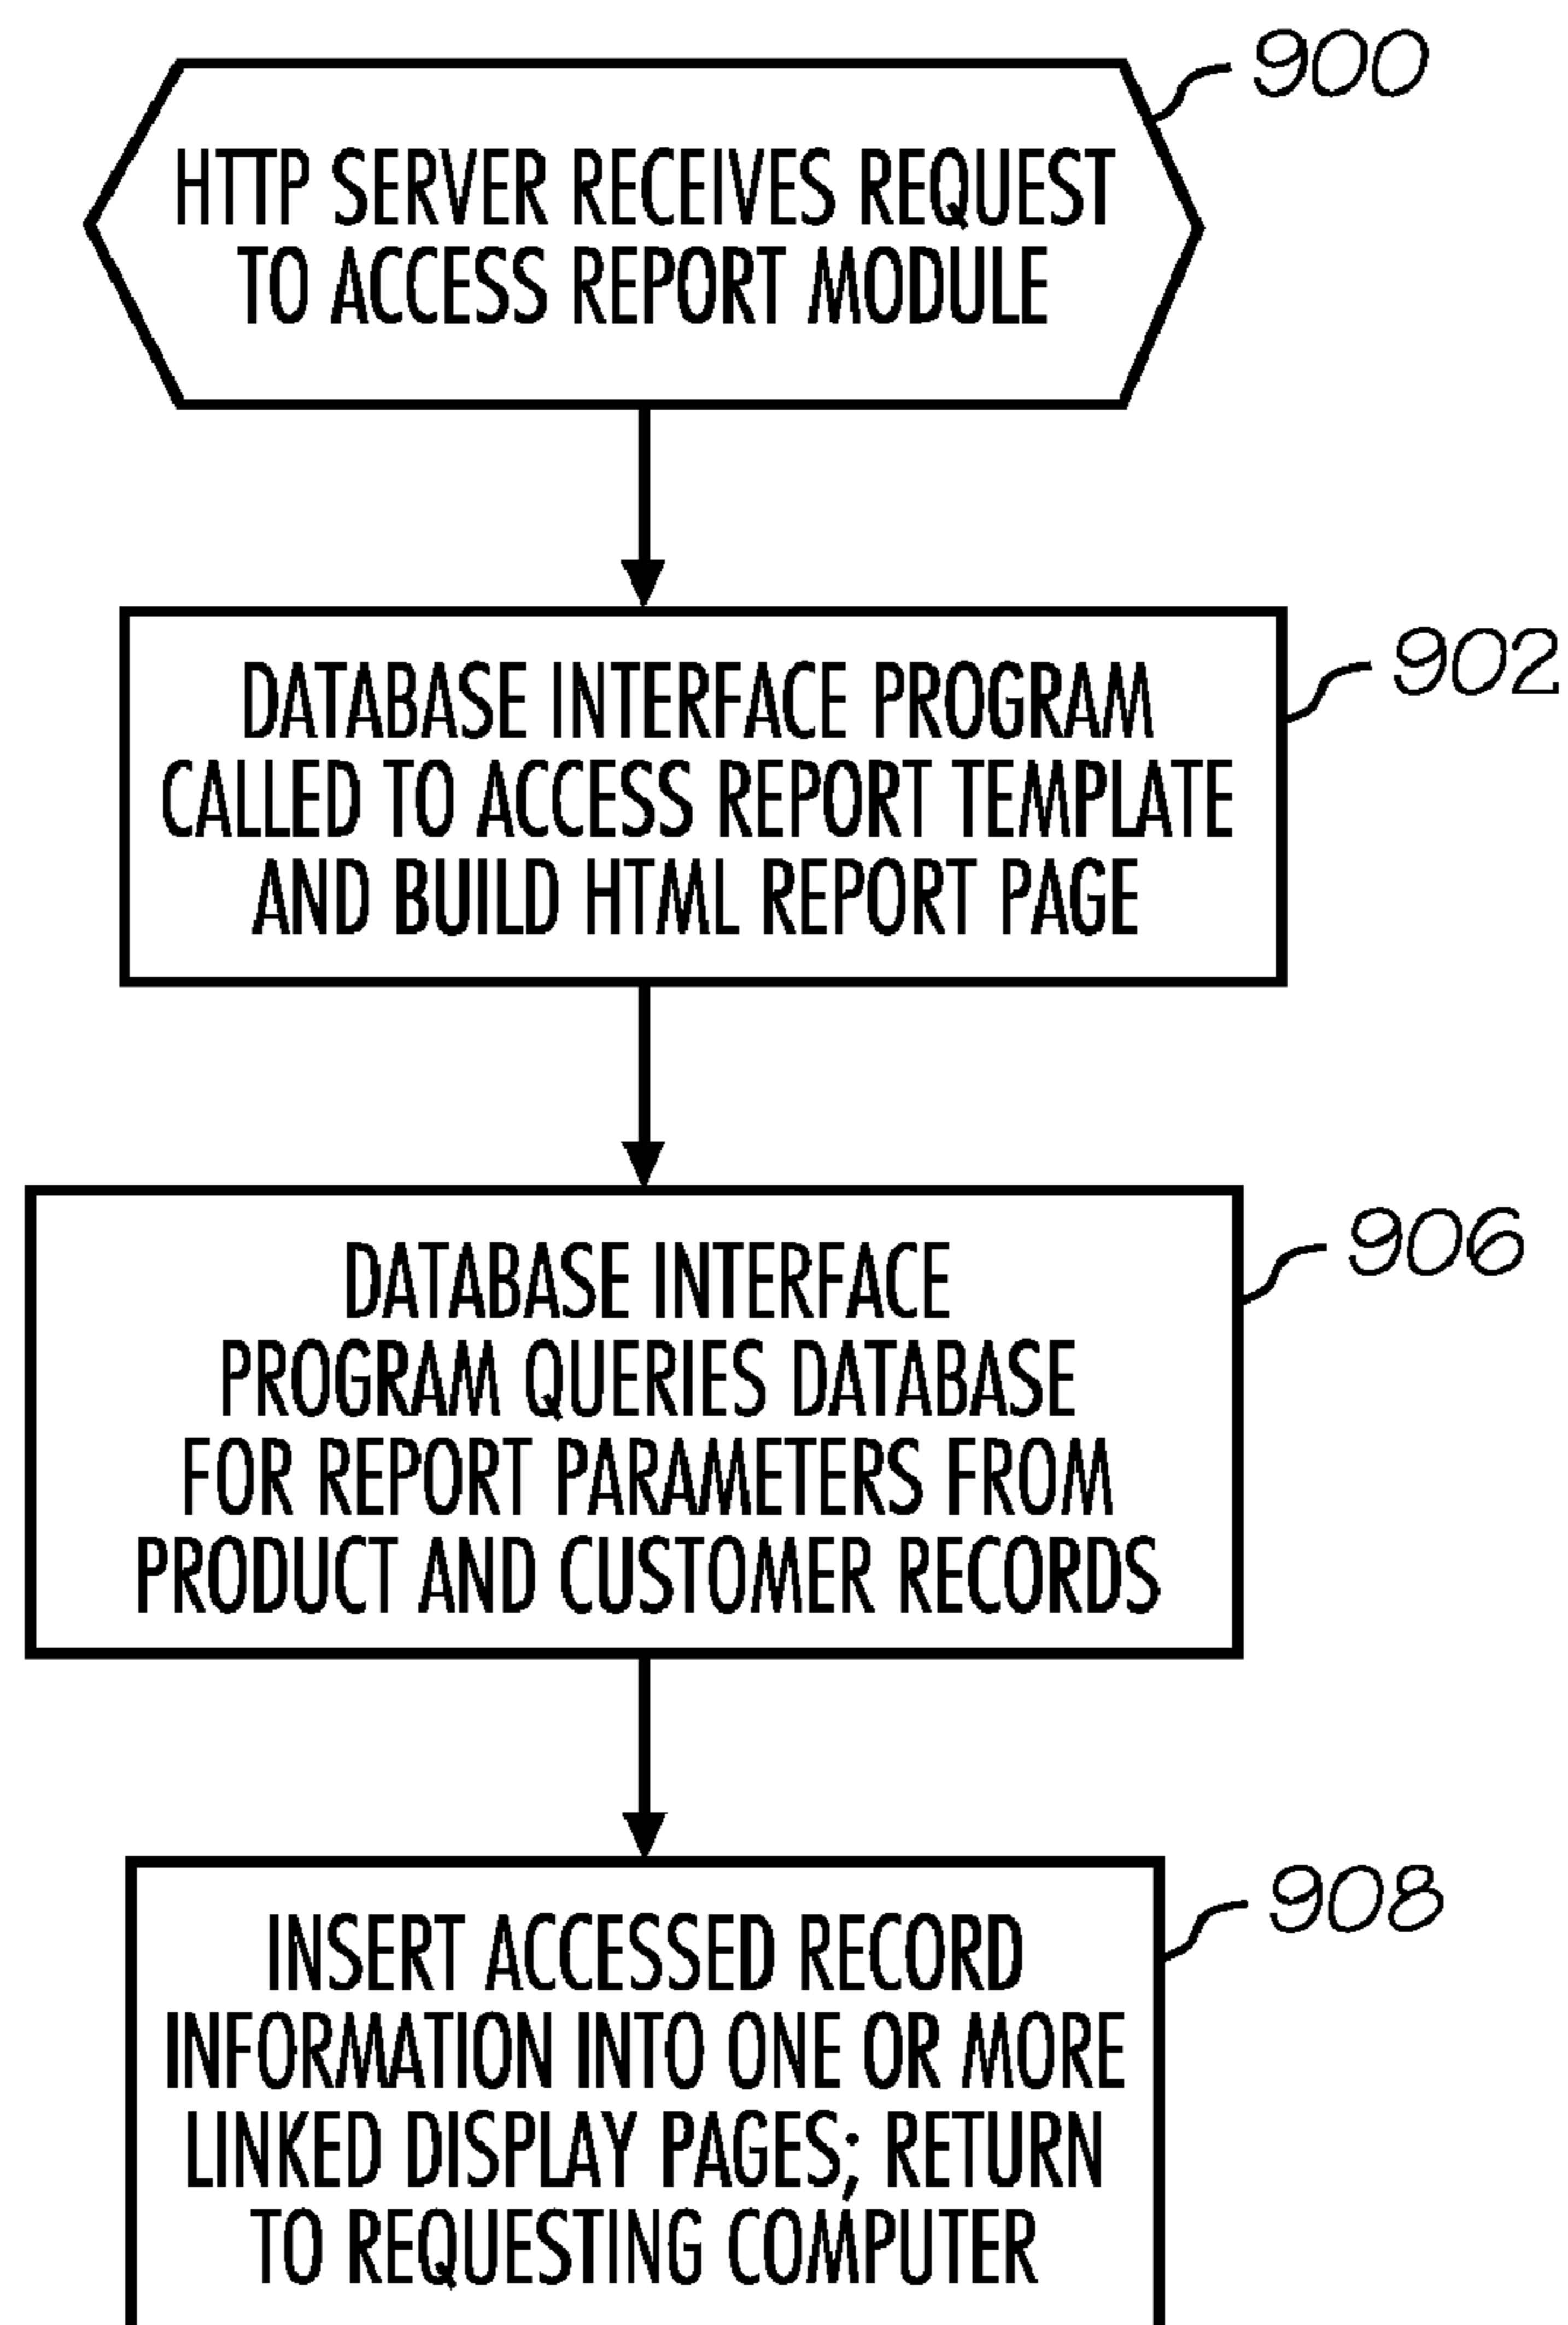 900
HTTP SERVER RECEIVES REQUEST
TO ACCESS REPORT MODULE
902
DATABASE INTERFACE PROGRAM
CALLED TO ACCESS REPORT TEMPLATE
AND BUILD HTML REPORT PAGE
906
DATABASE INTERFACE
PROGRAM QUERIES DATABASE
FOR REPORT PARAMETERS FROM
PRODUCT AND CUSTOMER RECORDS
908
INSERT ACCESSED RECORD
INFORMATION INTO ONE OR MORE
LINKED DISPLAY PAGES; RETURN
TO REQUESTING COMPUTER